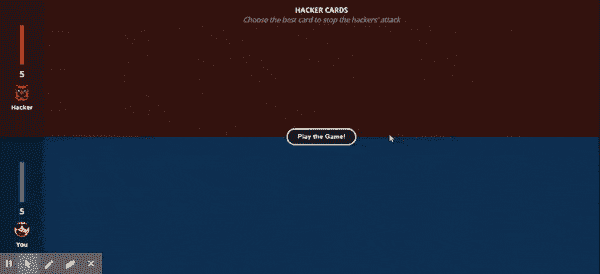 HACKER CARDS
Choose the best card to stop the hackers' attack
5
Hacker
Play the Game!
5
You